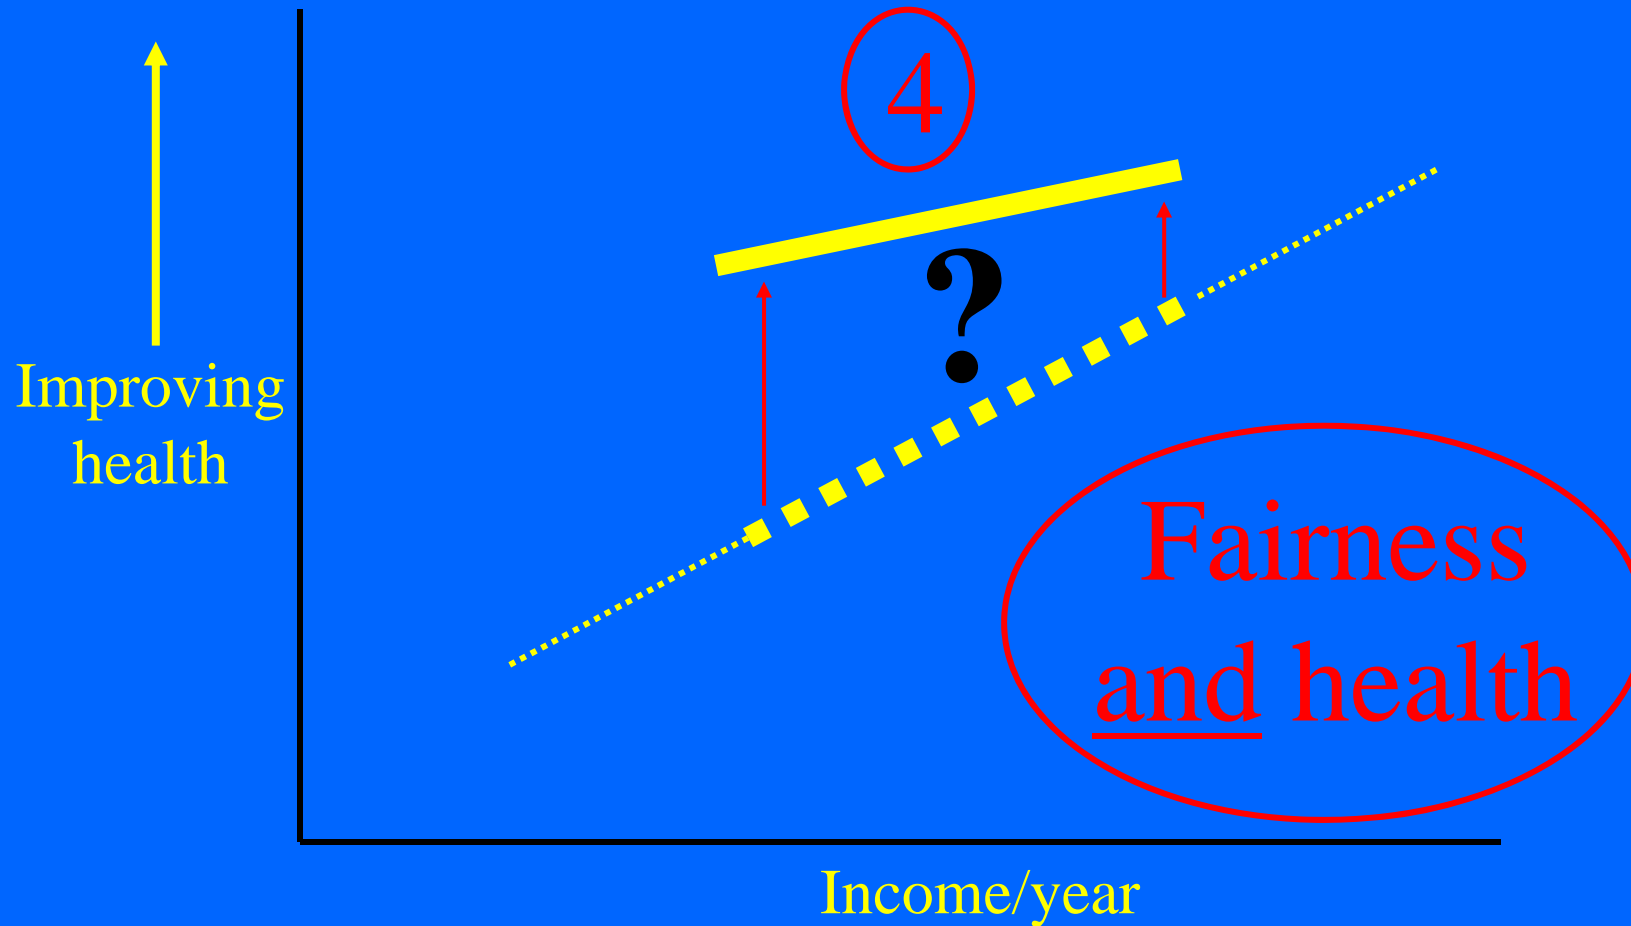 4
?
Improving
health
Fairness
and health
Income/year